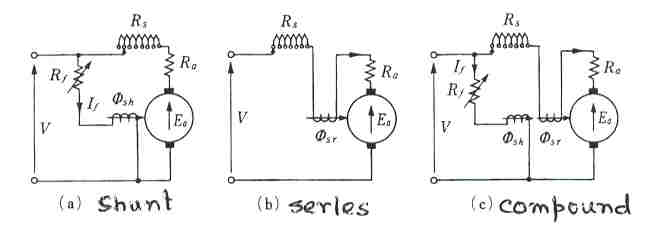 Rs Rs Rs
Ra Ra Ra
Rf If Φsh V Ea
V Φsr Ea
If Rf Φsh Φsr V Ea
(a) shunt (b) series (c) compound